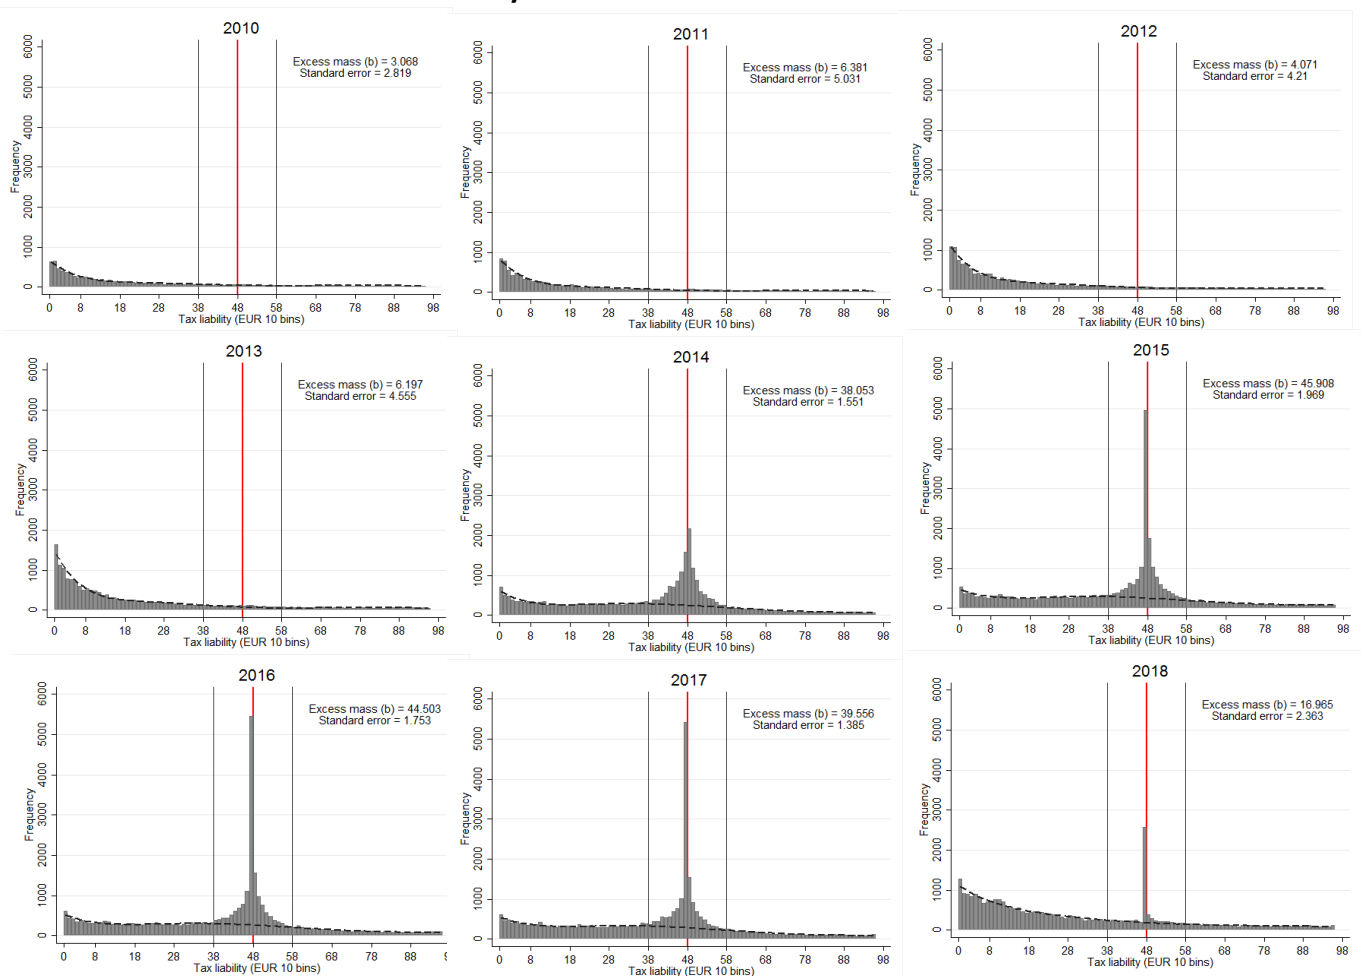 2010
Excess mass (b) = 3.068
Standard error = 2.819
Frequency
0 1000 2000 3000 4000 5000 6000
0 8 18 28 38 48 58 68 78 88 98
Tax liability (EUR 10 bins)
2011
Excess mass (b) = 6.381
Standard error = 5.031
Frequency
0 1000 2000 3000 4000 5000 6000
0 8 18 28 38 48 58 68 78 88 98
Tax liability (EUR 10 bins)
2012
Excess mass (b) = 4.071
Standard error = 4.21
Frequency
0 1000 2000 3000 4000 5000 6000
0 8 18 28 38 48 58 68 78 88 98
Tax liability (EUR 10 bins)
2013
Excess mass (b) = 6.197
Standard error = 4.555
Frequency
0 1000 2000 3000 4000 5000 6000
0 8 18 28 38 48 58 68 78 88 98
Tax liability (EUR 10 bins)
2014
Excess mass (b) = 38.053
Standard error = 1.551
Frequency
0 1000 2000 3000 4000 5000 6000
0 8 18 28 38 48 58 68 78 88 98
Tax liability (EUR 10 bins)
2015
Excess mass (b) = 45.908
Standard error = 1.969
Frequency
0 1000 2000 3000 4000 5000 6000
0 8 18 28 38 48 58 68 78 88 98
Tax liability (EUR 10 bins)
2016
Excess mass (b) = 44.503
Standard error = 1.753
Frequency
0 1000 2000 3000 4000 5000 6000
0 8 18 28 38 48 58 68 78 88
Tax liability (EUR 10 bins)
2017
Excess mass (b) = 39.556
Standard error = 1.385
Frequency
0 1000 2000 3000 4000 5000 6000
0 8 18 28 38 48 58 68 78 88 98
Tax liability (EUR 10 bins)
2018
Excess mass (b) = 16.965
Standard error = 2.363
Frequency
0 1000 2000 3000 4000 5000 6000
0 8 18 28 38 48 58 68 78 88 98
Tax liability (EUR 10 bins)